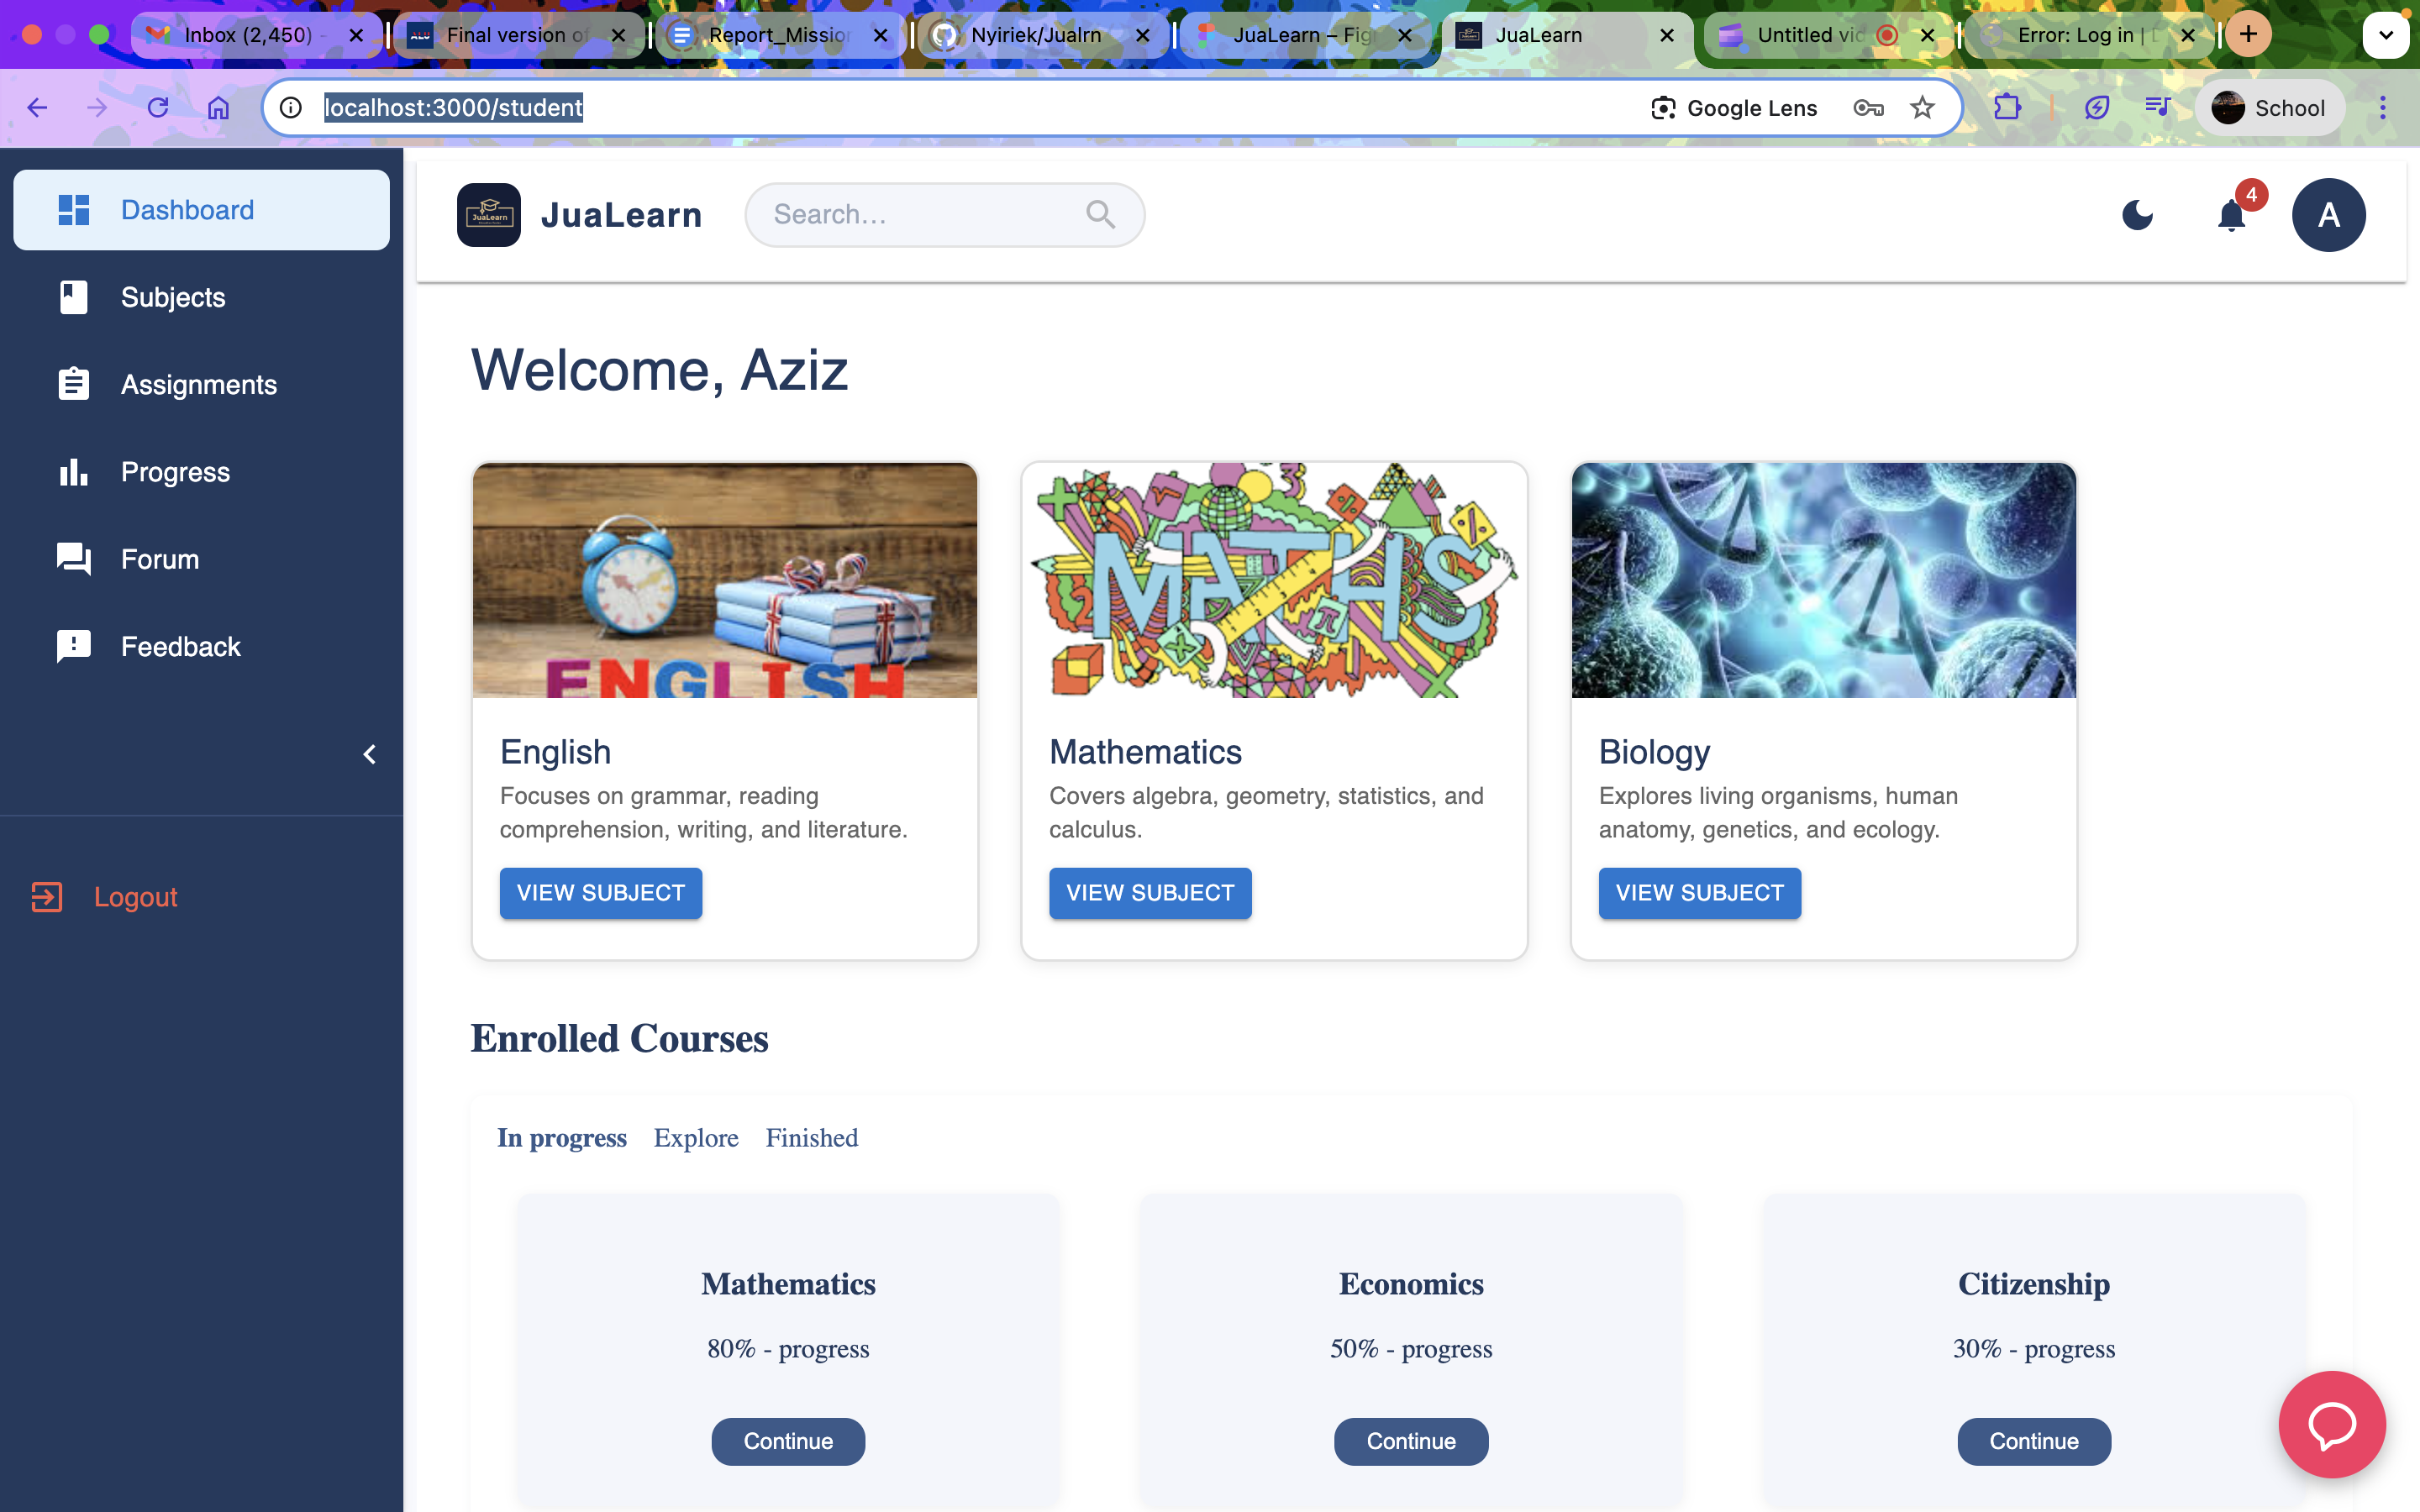 Inbox (2,450) -
Final version of
Report_Mission
Nyiriek/Jualrn
JuaLearn – Fig
JuaLearn
Untitled vid
Error: Log in |
localhost:3000/student
Google Lens
School
Dashboard
Subjects
Assignments
Progress
Forum
Feedback
Logout
JuaLearn
JuaLearn
Search...
4
A
Welcome, Aziz
ENGLISH
MATHS
English
Focuses on grammar, reading
comprehension, writing, and literature.
VIEW SUBJECT
Mathematics
Covers algebra, geometry, statistics, and
calculus.
VIEW SUBJECT
Biology
Explores living organisms, human
anatomy, genetics, and ecology.
VIEW SUBJECT
Enrolled Courses
In progress
Explore
Finished
Mathematics
80% - progress
Continue
Economics
50% - progress
Continue
Citizenship
30% - progress
Continue